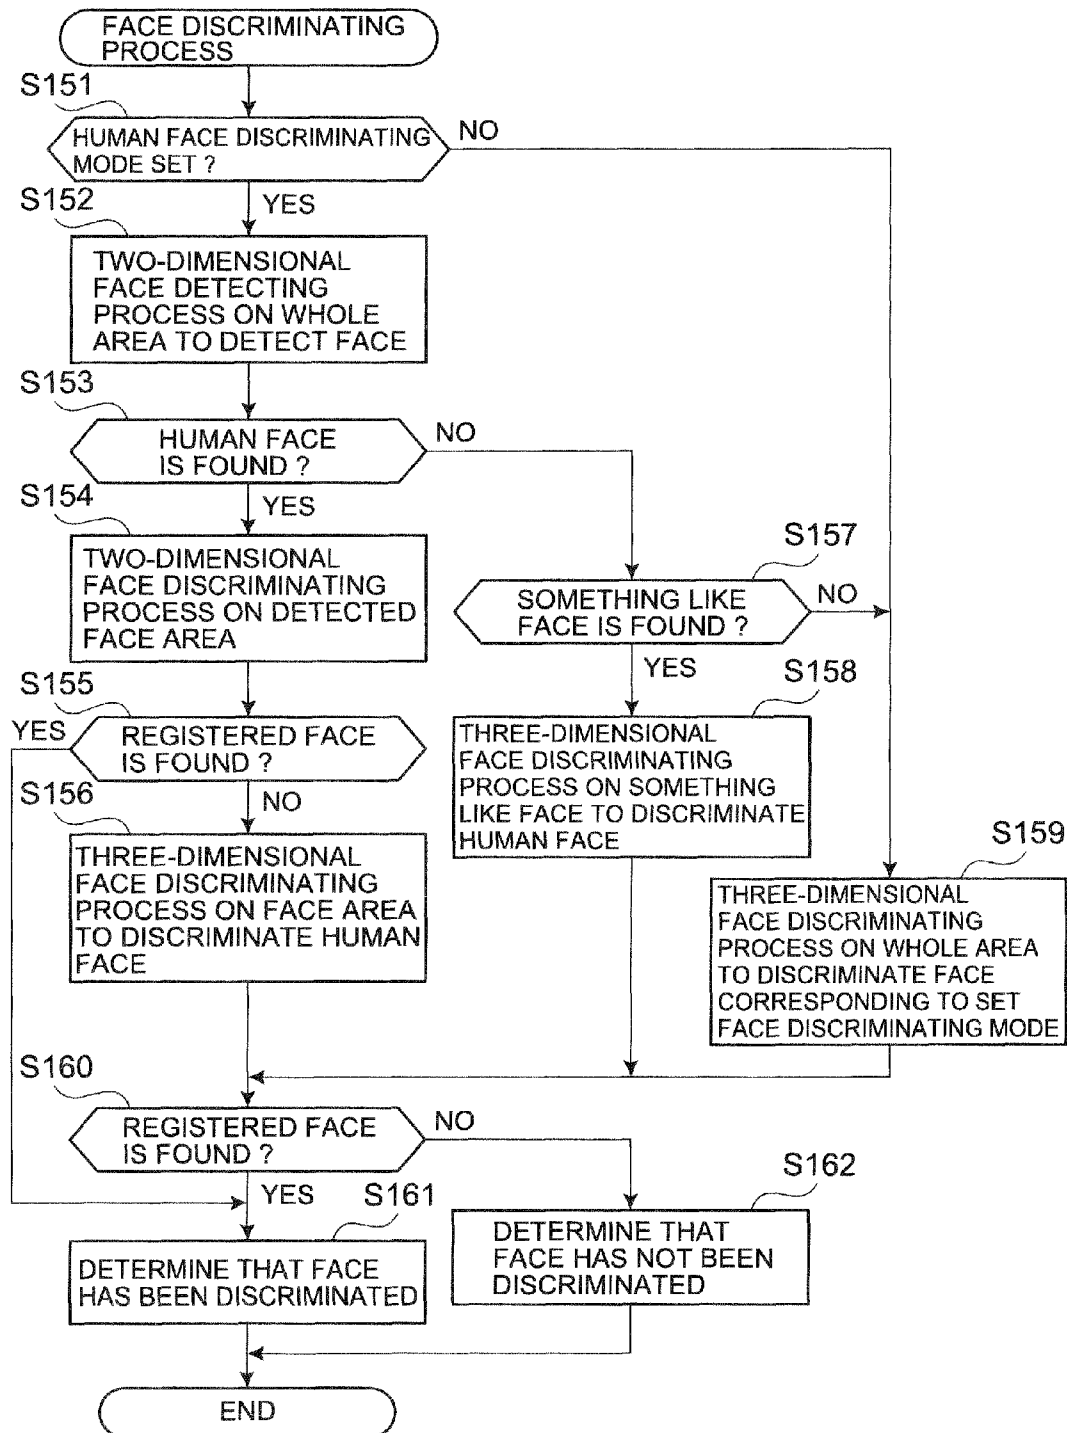 FACE DISCRIMINATING
PROCESS
S151
HUMAN FACE DISCRIMINATING
MODE SET ?
NO
YES
S152
TWO-DIMENSIONAL
FACE DETECTING
PROCESS ON WHOLE
AREA TO DETECT FACE
S153
HUMAN FACE
IS FOUND ?
NO
YES
S154
TWO-DIMENSIONAL
FACE DISCRIMINATING
PROCESS ON DETECTED
FACE AREA
S157
SOMETHING LIKE
FACE IS FOUND ?
NO
YES
S155
YES
REGISTERED FACE
IS FOUND ?
NO
S158
THREE-DIMENSIONAL
FACE DISCRIMINATING
PROCESS ON SOMETHING
LIKE FACE TO DISCRIMINATE
HUMAN FACE
S156
THREE-DIMENSIONAL
FACE DISCRIMINATING
PROCESS ON FACE AREA
TO DISCRIMINATE HUMAN
FACE
S159
THREE-DIMENSIONAL
FACE DISCRIMINATING
PROCESS ON WHOLE AREA
TO DISCRIMINATE FACE
CORRESPONDING TO SET
FACE DISCRIMINATING MODE
S160
REGISTERED FACE
IS FOUND ?
NO
YES
S161
DETERMINE THAT FACE
HAS BEEN DISCRIMINATED
S162
DETERMINE THAT
FACE HAS NOT BEEN
DISCRIMINATED
END